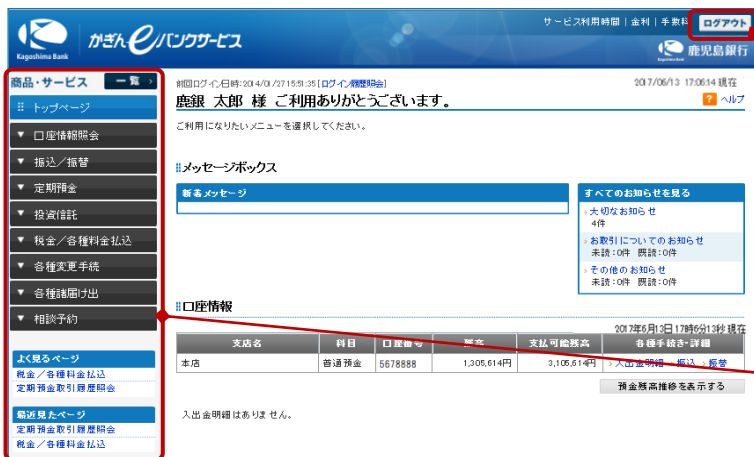 サービス利用時間 | 金利 | 手数料
ログアウト
Kagoshima Bank
かぎん eバンクサービス
鹿児島銀行
商品・サービス
一覧 ›
前回ログイン日時:2014/01/27 15:51:35 [ログイン履歴照会]
2017/06/13 17:06:14 現在
トップページ
鹿銀 太郎 様 ご利用ありがとうございます。
? ヘルプ
▼ 口座情報照会
ご利用になりたいメニューを選択してください。
▼ 振込/振替
▼ 定期預金
▼ 投資信託
▼ 税金/各種料金払込
▼ 各種変更手続
▼ 各種諸届け出
▼ 相談予約
メッセージボックス
新着メッセージ
すべてのお知らせを見る
› 大切なお知らせ
4件
› お取引についてのお知らせ
未読:0件 既読:0件
› その他のお知らせ
未読:0件 既読:0件
口座情報
2017年6月13日 17時6分13秒 現在
支店名 科目 口座番号 残高 支払可能残高 各種手続き・詳細
本店 普通預金 5678888 1,305,614円 3,105,614円 › 入出金明細 › 振込 › 振替
預金残高推移を表示する
入出金明細はありません。
よく見るページ
税金/各種料金払込
定期預金取引履歴照会
最近見たページ
定期預金取引履歴照会
税金/各種料金払込